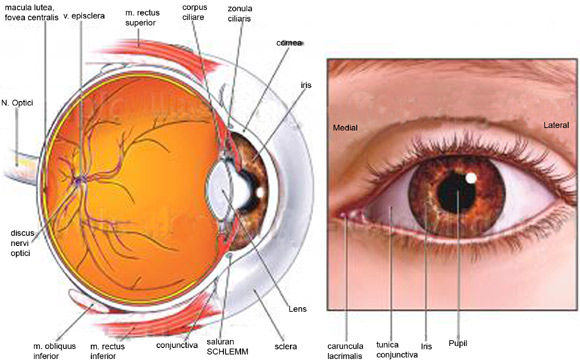 macula lutea,
fovea centralis
v. episclera
m. rectus
superior
corpus
ciliare
zonula
ciliaris
iris
N. Optici
discus
nervi
optici
m. obliquus
inferior
m. rectus
inferior
conjunctiva
saluran
SCHLEMM
sclera
Lens
Medial
Lateral
caruncula
lacrimalis
tunica
conjunctiva
Iris
Pupil